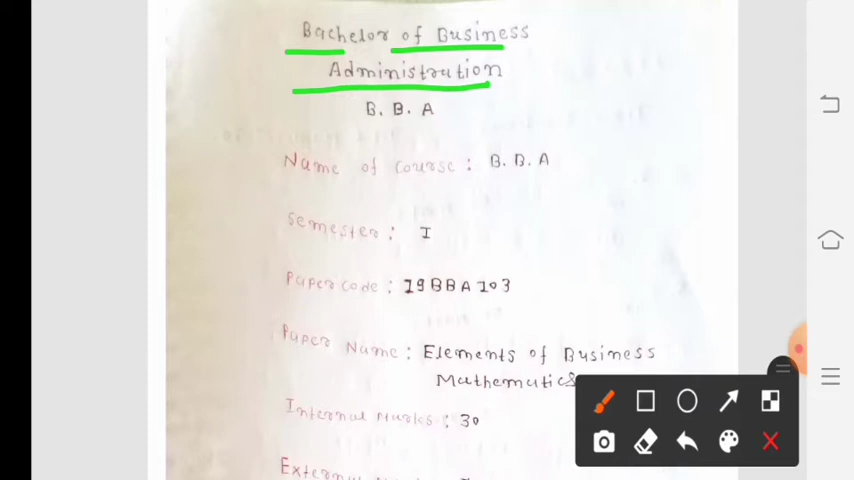 Bachelor of Business
Administration
B. B. A
Name of Course : B. B. A
Semester : I
Paper Code : 19BBA103
Paper Name : Elements of Business
Mathematics
Internal Marks : 30
External